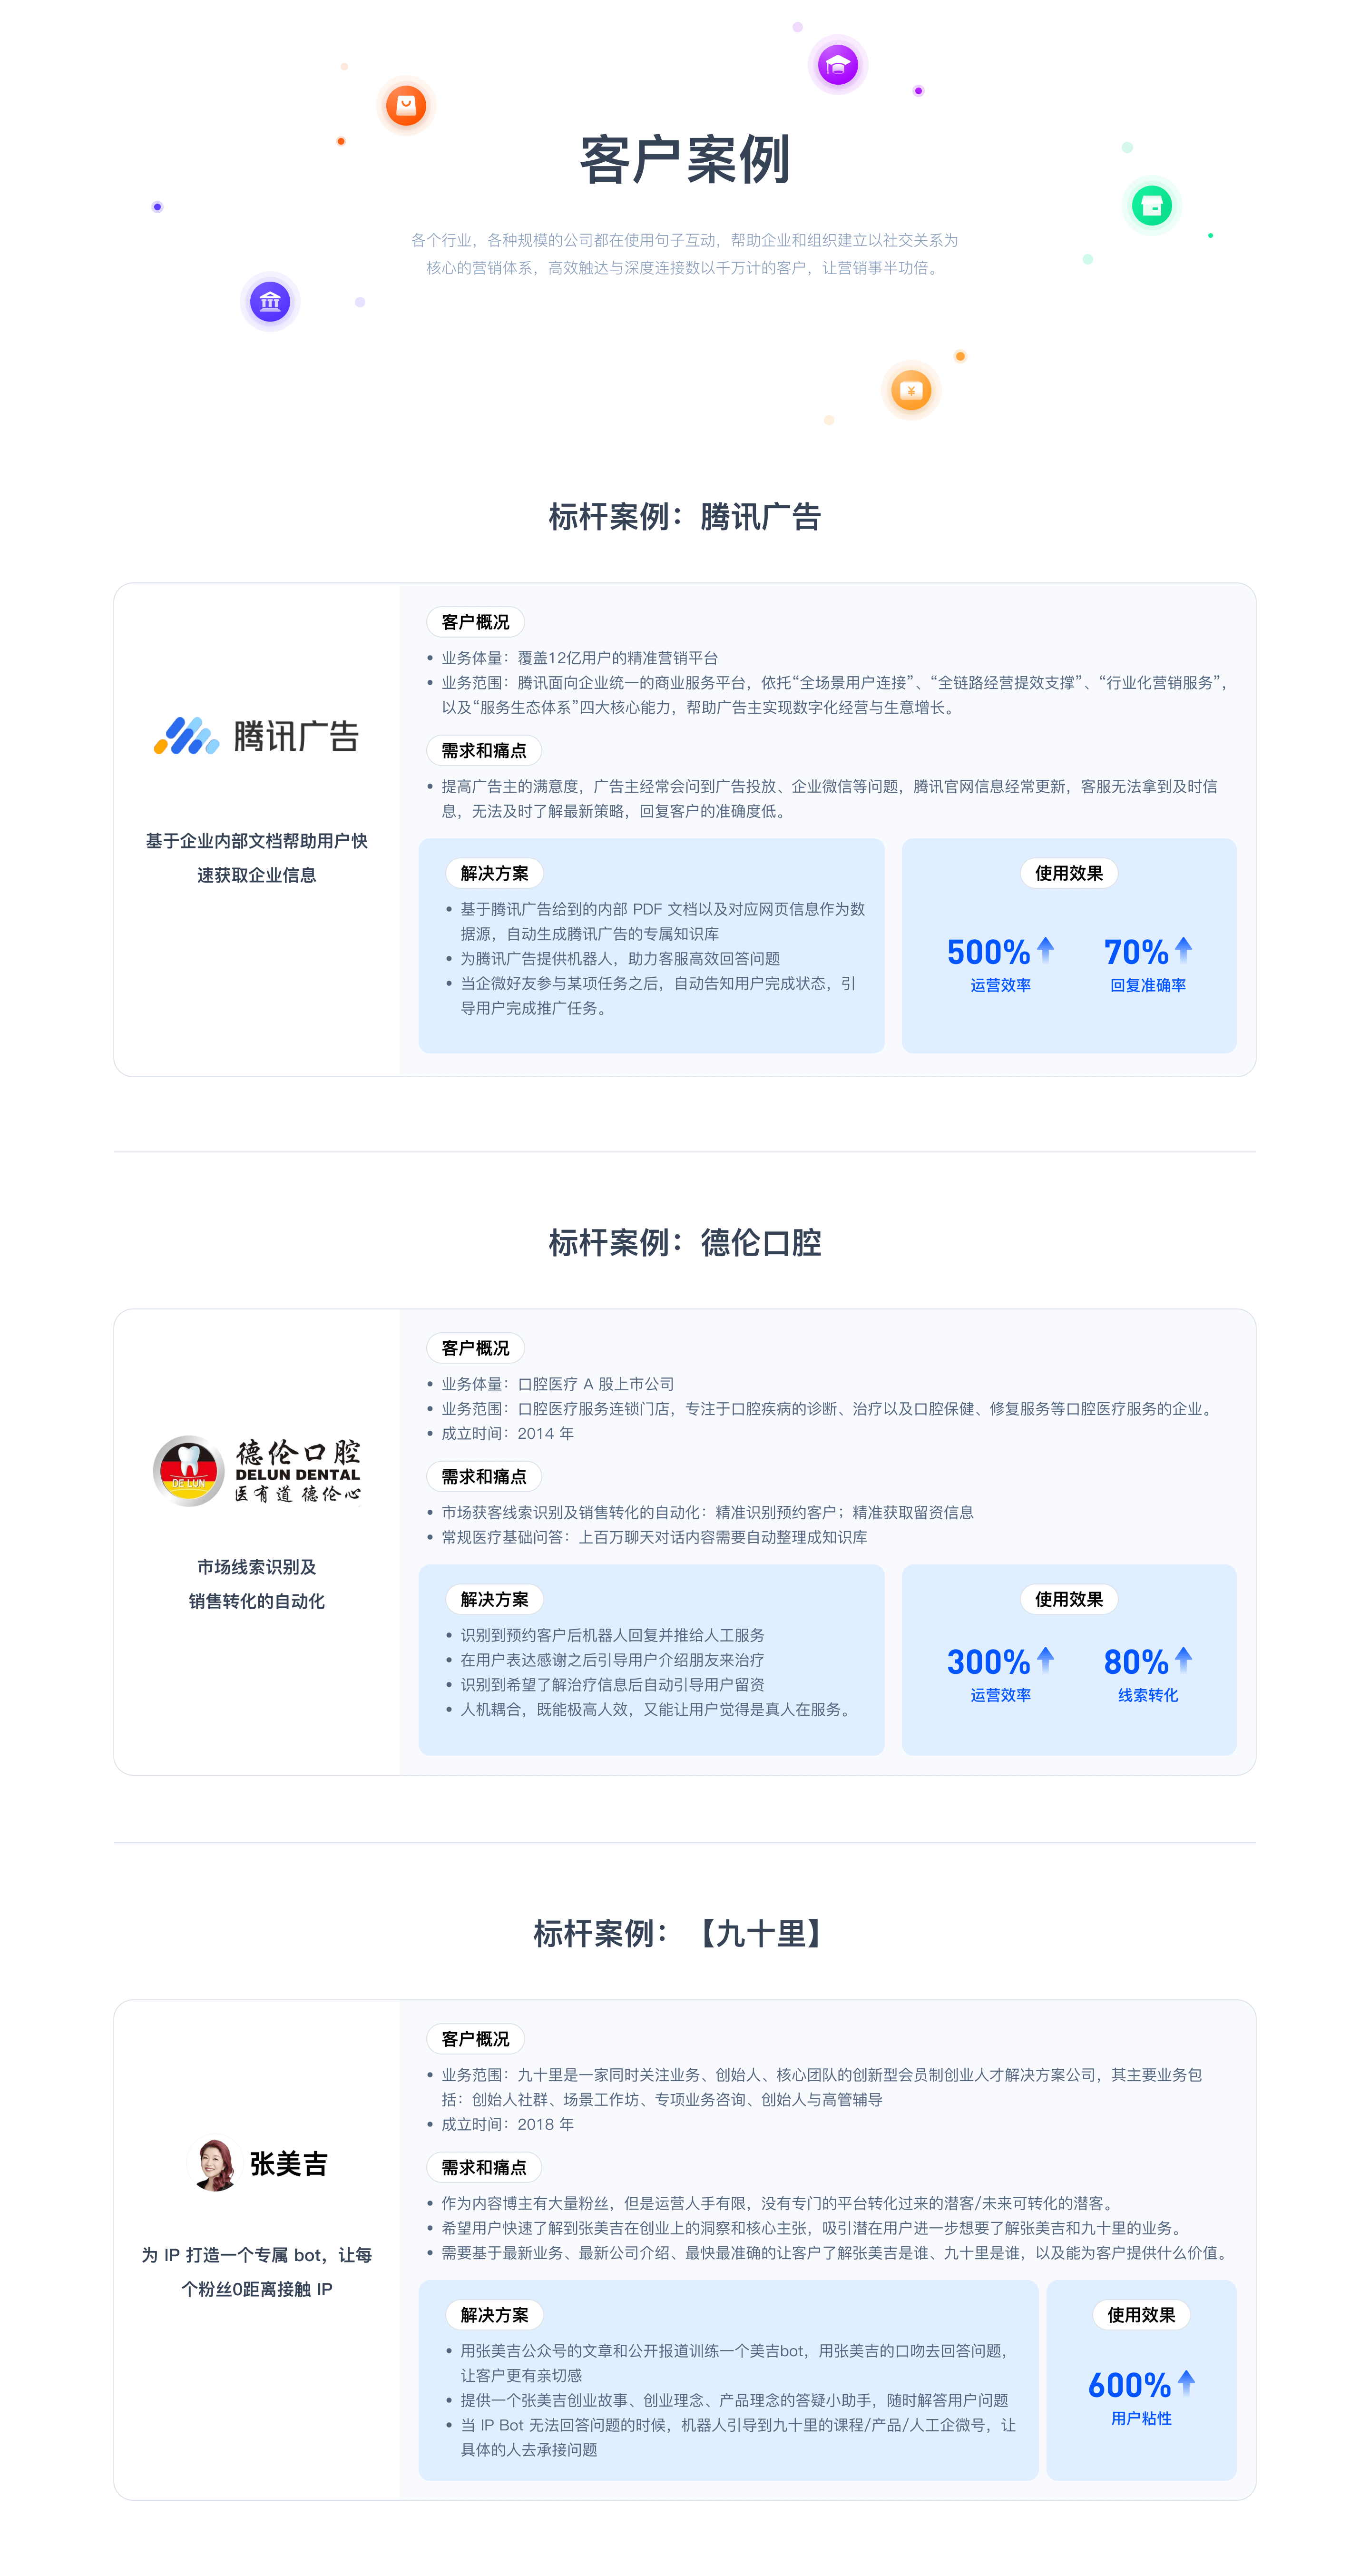 客户案例
各个行业，各种规模的公司都在使用句子互动，帮助企业和组织建立以社交关系为
核心的营销体系，高效触达与深度连接数以千万计的客户，让营销事半功倍。
标杆案例：腾讯广告
腾讯广告
基于企业内部文档帮助用户快
速获取企业信息
客户概况
• 业务体量：覆盖12亿用户的精准营销平台
• 业务范围：腾讯面向企业统一的商业服务平台，依托“全场景用户连接”、“全链路经营提效支撑”、“行业化营销服务”，
以及“服务生态体系”四大核心能力，帮助广告主实现数字化经营与生意增长。
需求和痛点
• 提高广告主的满意度，广告主经常会问到广告投放、企业微信等问题，腾讯官网信息经常更新，客服无法拿到及时信
息，无法及时了解最新策略，回复客户的准确度低。
解决方案
• 基于腾讯广告给到的内部 PDF 文档以及对应网页信息作为数
据源，自动生成腾讯广告的专属知识库
• 为腾讯广告提供机器人，助力客服高效回答问题
• 当企微好友参与某项任务之后，自动告知用户完成状态，引
导用户完成推广任务。
使用效果
500% 70%
运营效率 回复准确率
标杆案例：德伦口腔
DE LUN
德伦口腔
DELUN DENTAL
医有道 德伦心
市场线索识别及
销售转化的自动化
客户概况
• 业务体量：口腔医疗 A 股上市公司
• 业务范围：口腔医疗服务连锁门店，专注于口腔疾病的诊断、治疗以及口腔保健、修复服务等口腔医疗服务的企业。
• 成立时间：2014 年
需求和痛点
• 市场获客线索识别及销售转化的自动化：精准识别预约客户；精准获取留资信息
• 常规医疗基础问答：上百万聊天对话内容需要自动整理成知识库
解决方案
• 识别到预约客户后机器人回复并推给人工服务
• 在用户表达感谢之后引导用户介绍朋友来治疗
• 识别到希望了解治疗信息后自动引导用户留资
• 人机耦合，既能极高人效，又能让用户觉得是真人在服务。
使用效果
300% 80%
运营效率 线索转化
标杆案例：【九十里】
张美吉
为 IP 打造一个专属 bot，让每
个粉丝0距离接触 IP
客户概况
• 业务范围：九十里是一家同时关注业务、创始人、核心团队的创新型会员制创业人才解决方案公司，其主要业务包
括：创始人社群、场景工作坊、专项业务咨询、创始人与高管辅导
• 成立时间：2018 年
需求和痛点
• 作为内容博主有大量粉丝，但是运营人手有限，没有专门的平台转化过来的潜客/未来可转化的潜客。
• 希望用户快速了解到张美吉在创业上的洞察和核心主张，吸引潜在用户进一步想要了解张美吉和九十里的业务。
• 需要基于最新业务、最新公司介绍、最快最准确的让客户了解张美吉是谁、九十里是谁，以及能为客户提供什么价值。
解决方案
• 用张美吉公众号的文章和公开报道训练一个美吉bot，用张美吉的口吻去回答问题，
让客户更有亲切感
• 提供一个张美吉创业故事、创业理念、产品理念的答疑小助手，随时解答用户问题
• 当 IP Bot 无法回答问题的时候，机器人引导到九十里的课程/产品/人工企微号，让
具体的人去承接问题
使用效果
600%
用户粘性